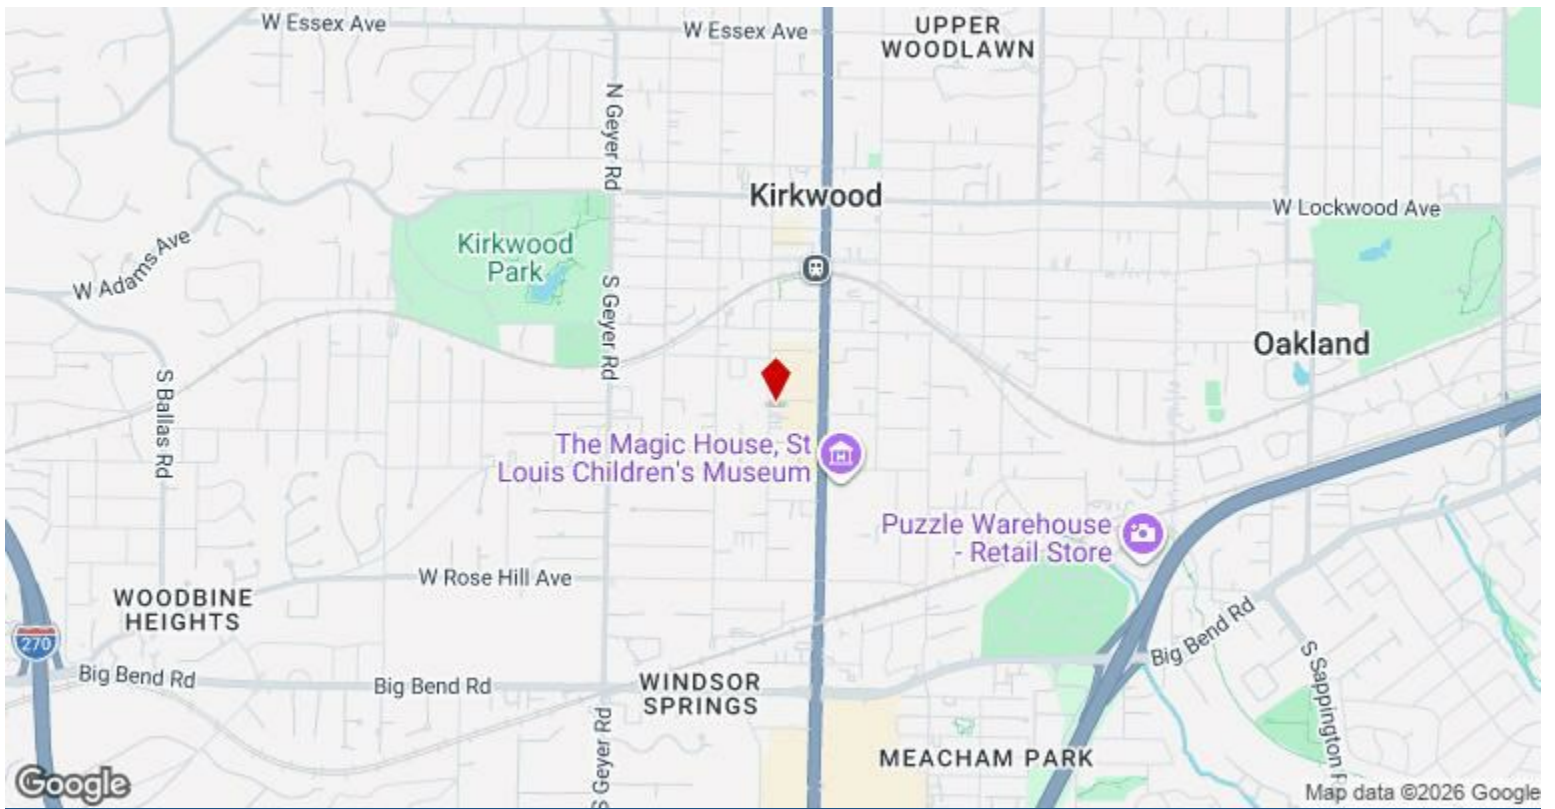 W Essex Ave
W Essex Ave
UPPER
WOODLAWN
N Geyer Rd
Kirkwood
W Lockwood Ave
Kirkwood
Park
W Adams Ave
S Geyer Rd
Oakland
S Ballas Rd
The Magic House, St
Louis Children's Museum
Puzzle Warehouse
- Retail Store
W Rose Hill Ave
WOODBINE
HEIGHTS
270
Big Bend Rd
Big Bend Rd
Big Bend Rd
WINDSOR
SPRINGS
S Sappington R
S Geyer Rd
MEACHAM PARK
Google
Map data ©2026 Google